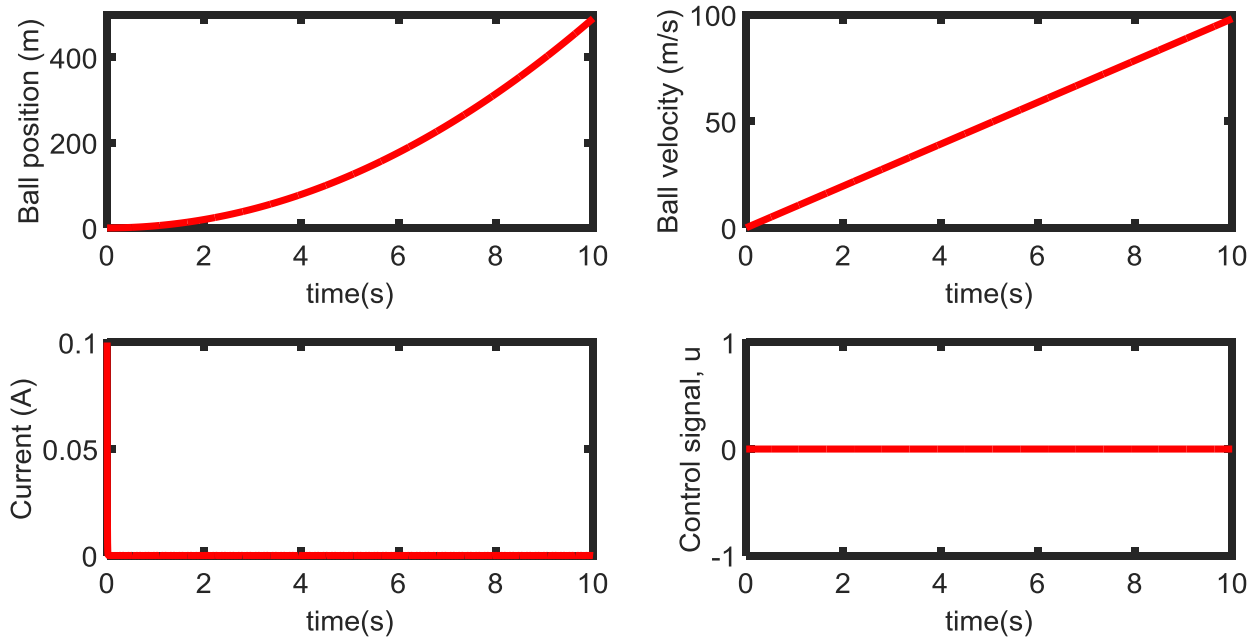 Ball position (m)
400
200
0
0 2 4 6 8 10
time(s)
Ball velocity (m/s)
100
50
0
0 2 4 6 8 10
time(s)
Current (A)
0.1
0.05
0
0 2 4 6 8 10
time(s)
Control signal, u
1
0
-1
0 2 4 6 8 10
time(s)